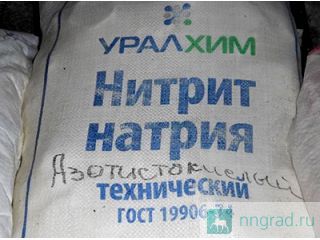 УРАЛХИМ
Нитрит
натрия
Азотистокислый
технический
ГОСТ 19906-74
nngrad.ru